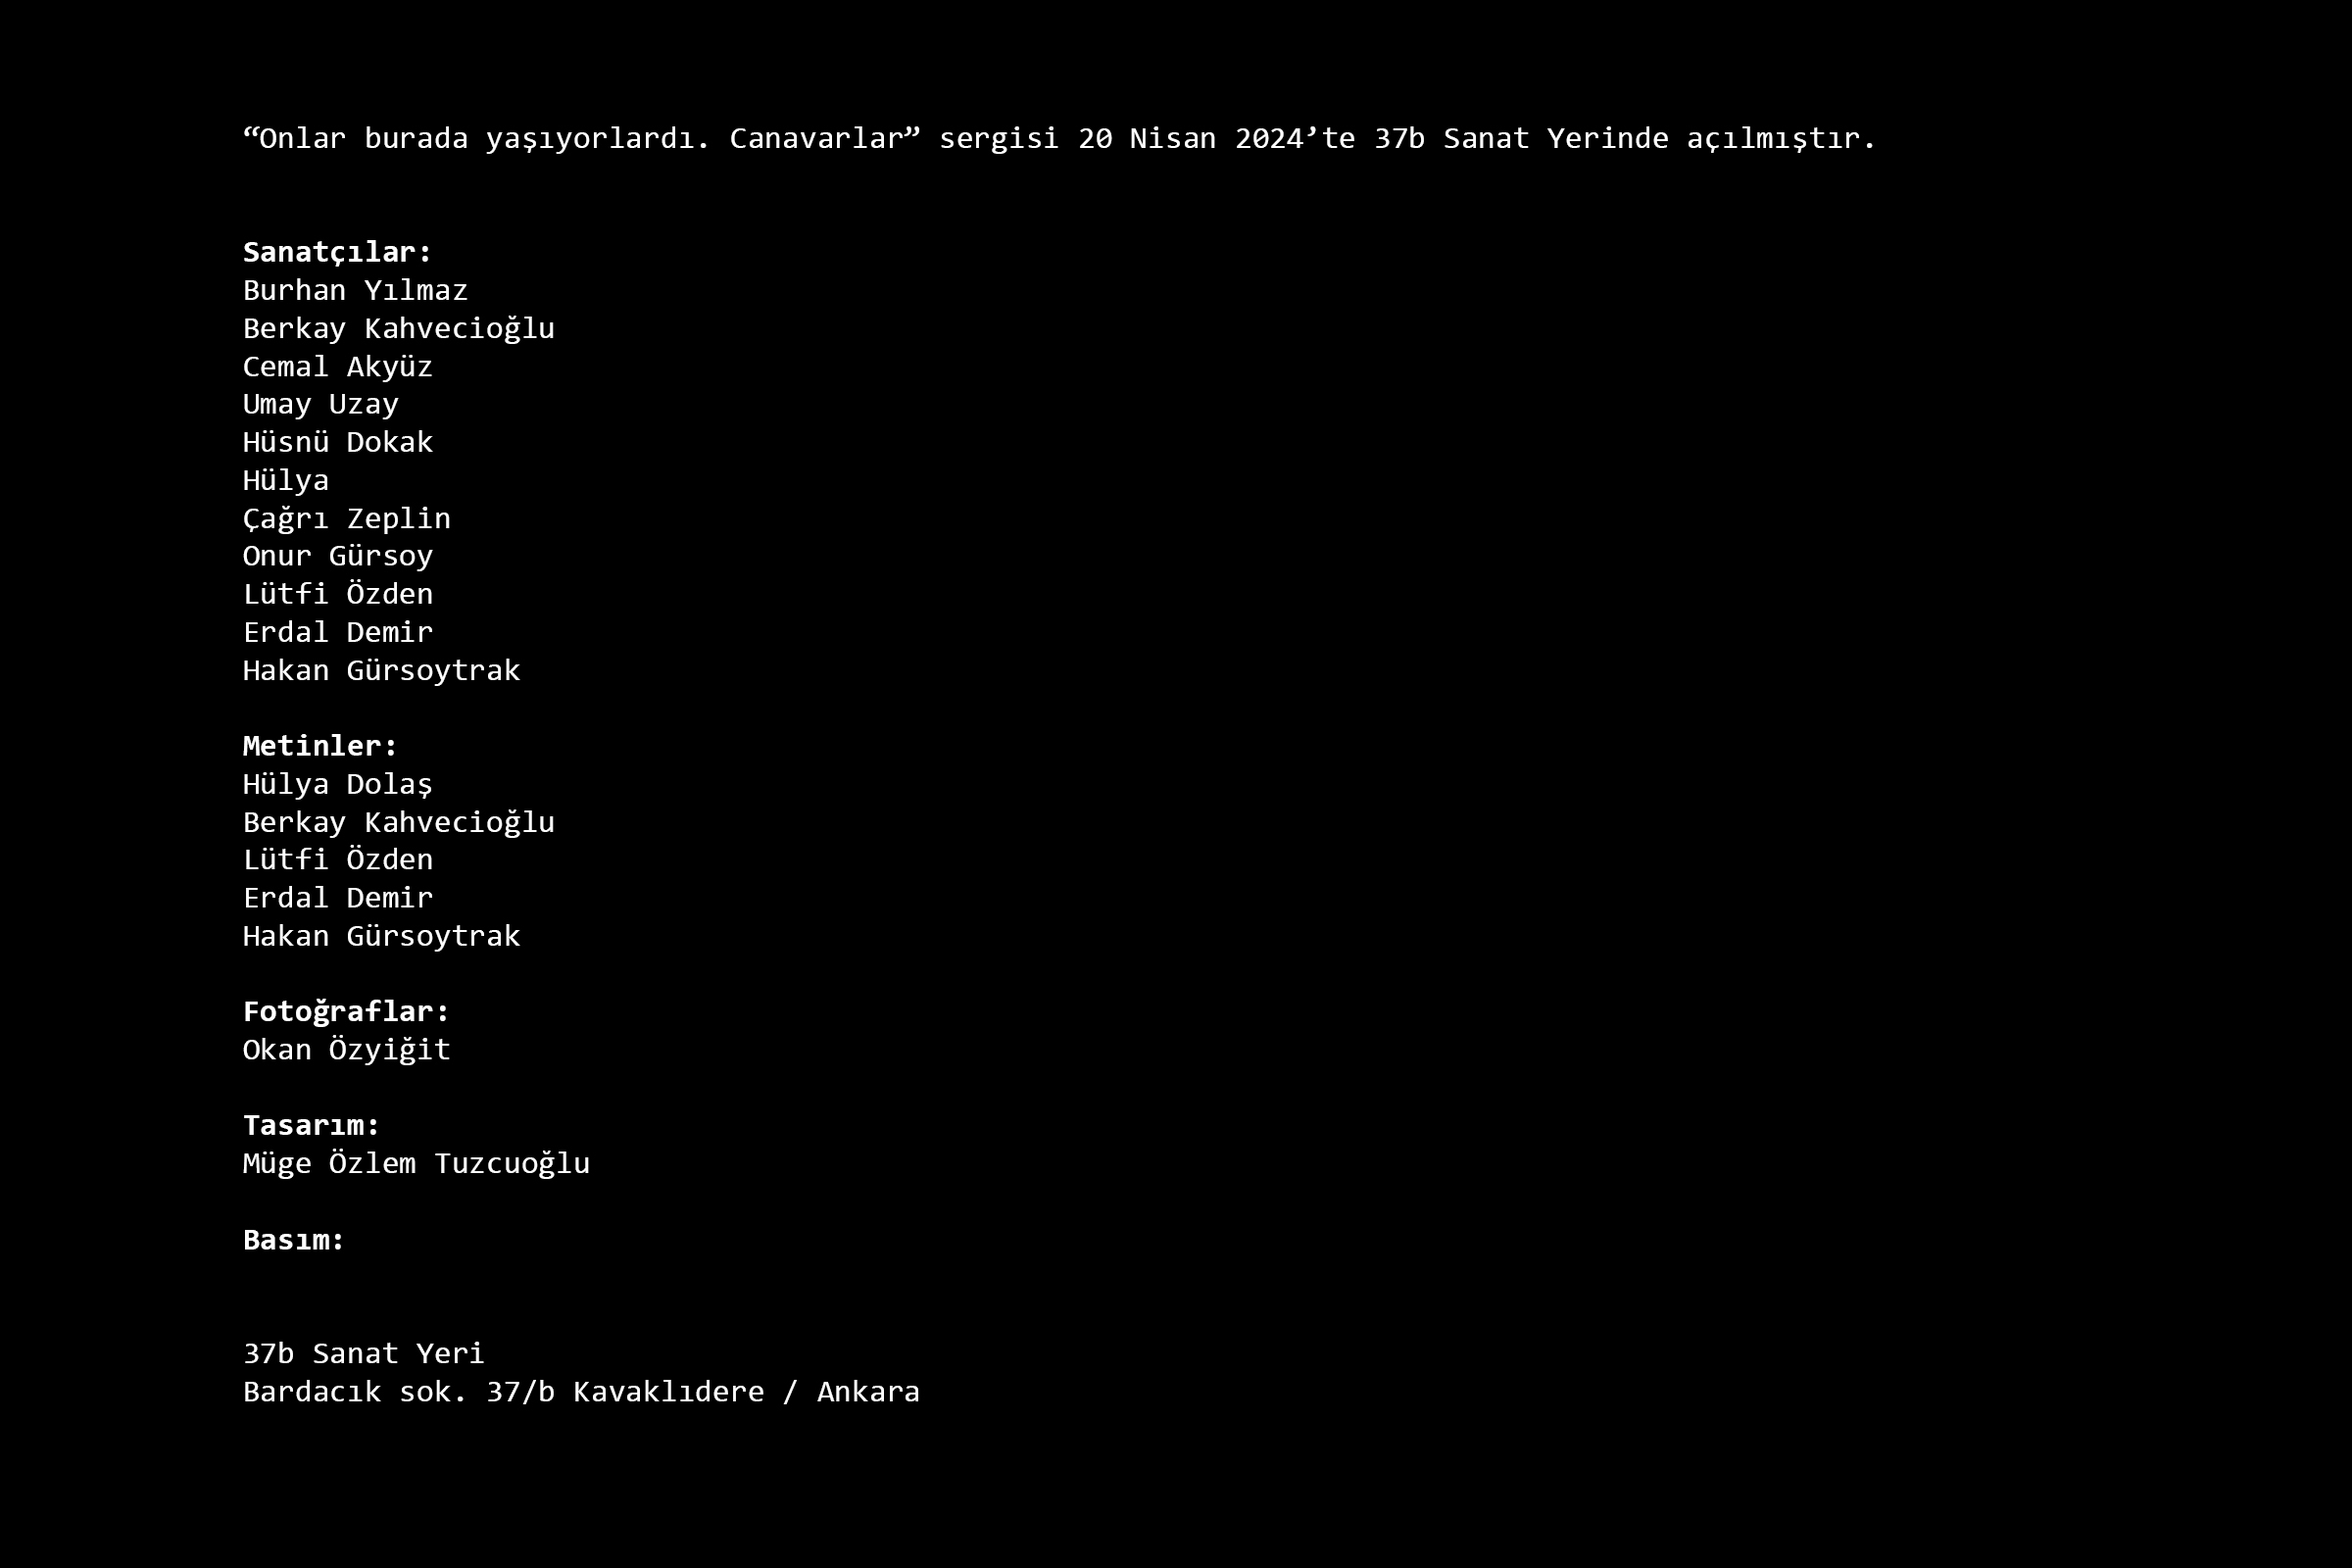 “Onlar burada yaşıyorlardı. Canavarlar” sergisi 20 Nisan 2024’te 37b Sanat Yerinde açılmıştır.
Sanatçılar:
Burhan Yılmaz
Berkay Kahvecioğlu
Cemal Akyüz
Umay Uzay
Hüsnü Dokak
Hülya
Çağrı Zeplin
Onur Gürsoy
Lütfi Özden
Erdal Demir
Hakan Gürsoytrak
Metinler:
Hülya Dolaş
Berkay Kahvecioğlu
Lütfi Özden
Erdal Demir
Hakan Gürsoytrak
Fotoğraflar:
Okan Özyiğit
Tasarım:
Müge Özlem Tuzcuoğlu
Basım:
37b Sanat Yeri
Bardacık sok. 37/b Kavaklıdere / Ankara